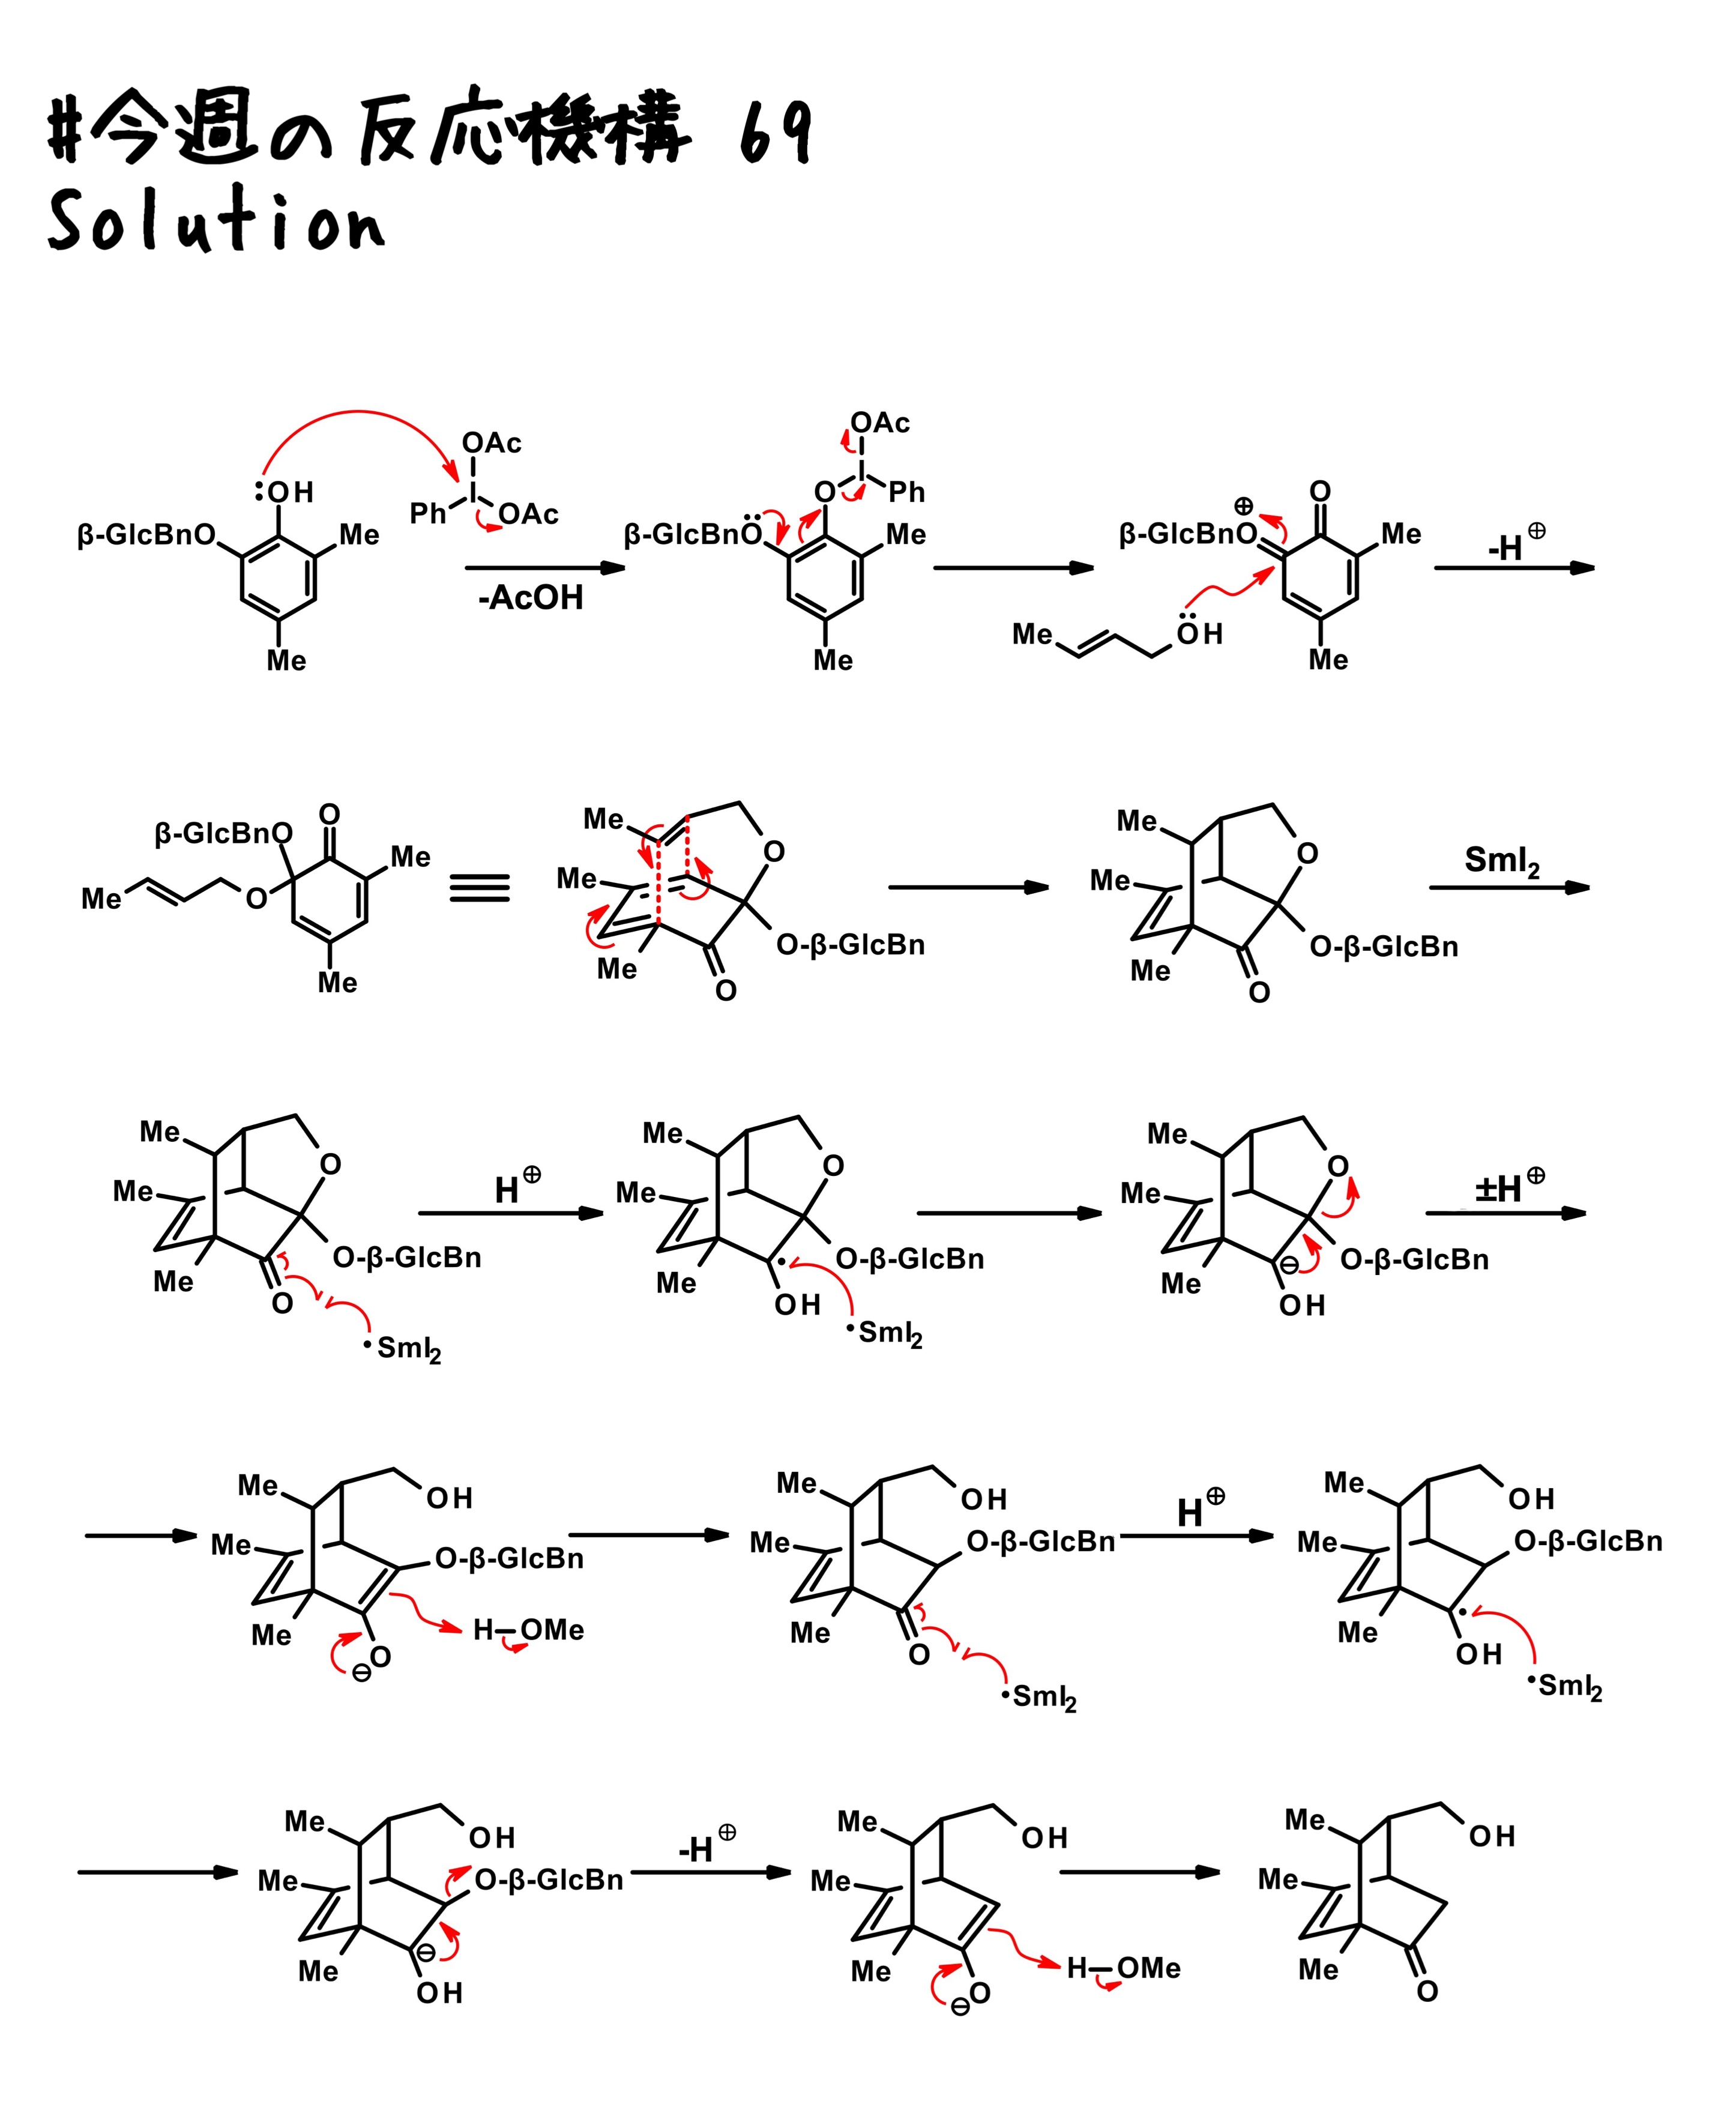 #今週の反応機構 69
Solution
OAc
OAc
:OH
Ph I OAc
O I Ph
β-GlcBnO Me
-AcOH
β-GlcBnO Me
⊕ O
β-GlcBnO Me
-H⊕
Me
Me
Me OH
Me
β-GlcBnO O
Me
Me O
Me
Me
Me
O
O-β-GlcBn
Me
O
Me
Me
O
O-β-GlcBn
Me
O
SmI2
Me
Me
O
O-β-GlcBn
Me
O
•SmI2
H⊕
Me
Me
O
O-β-GlcBn
Me
OH
•SmI2
Me
Me
O
O-β-GlcBn
Me
⊖
OH
±H⊕
Me
OH
Me
O-β-GlcBn
Me
H–OMe
⊖O
Me
OH
Me
O-β-GlcBn
Me
O
•SmI2
H⊕
Me
OH
Me
O-β-GlcBn
Me
OH
•SmI2
Me
OH
Me
O-β-GlcBn
Me
⊖
OH
-H⊕
Me
OH
Me
Me
H–OMe
⊖O
Me
OH
Me
Me
O